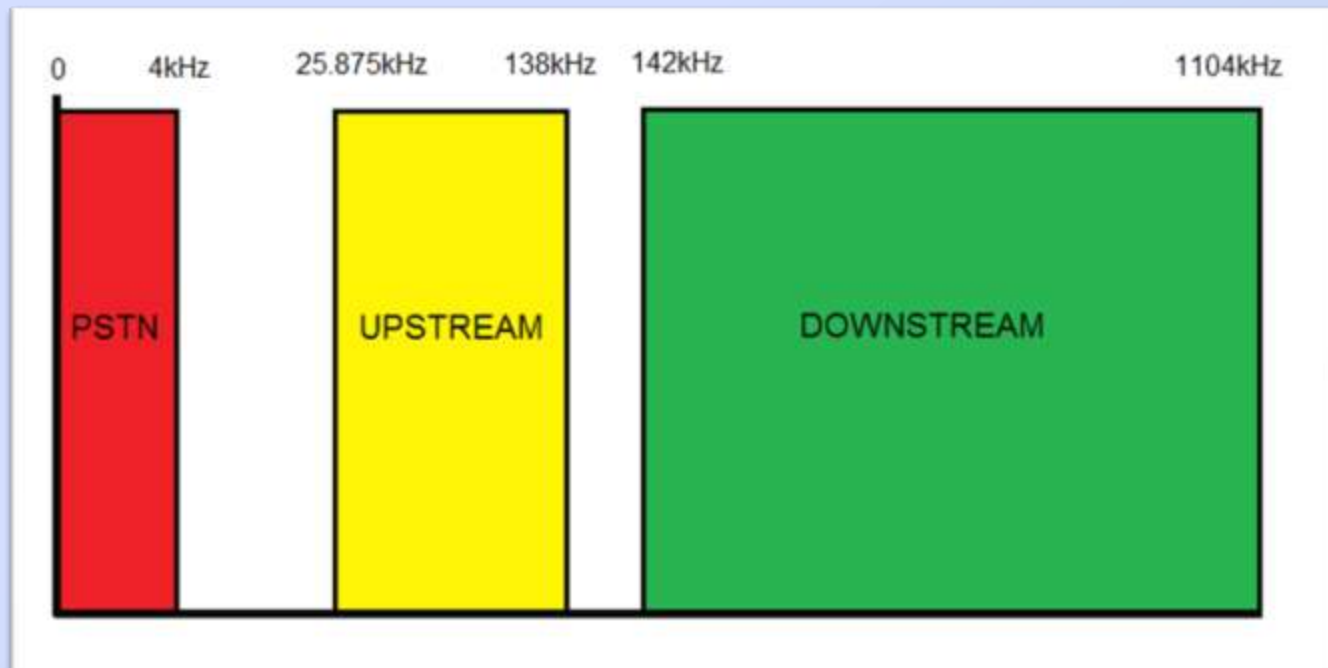 0 4kHz 25.875kHz 138kHz 142kHz 1104kHz
PSTN UPSTREAM DOWNSTREAM